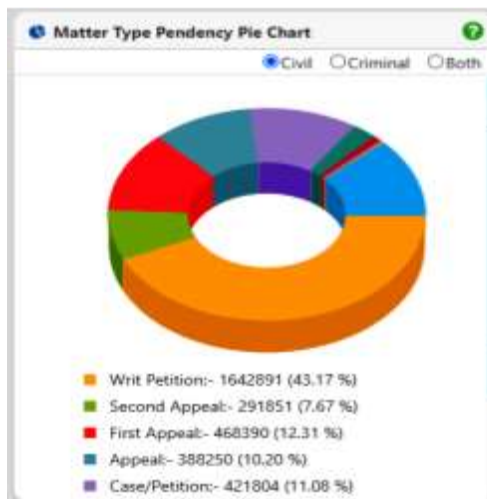 Matter Type Pendency Pie Chart ?
Civil Criminal Both
Writ Petition:- 1642891 (43.17 %)
Second Appeal:- 291851 (7.67 %)
First Appeal:- 468390 (12.31 %)
Appeal:- 388250 (10.20 %)
Case/Petition:- 421804 (11.08 %)